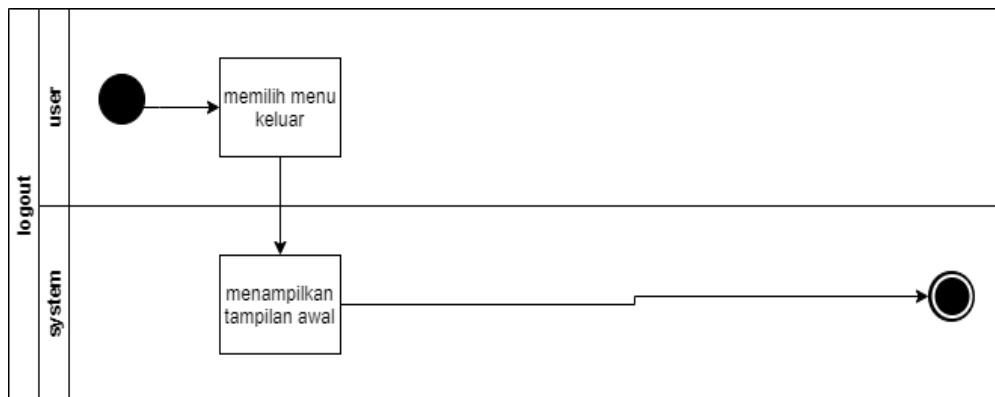 logout
user
memilih menu
keluar
system
menampilkan
tampilan awal